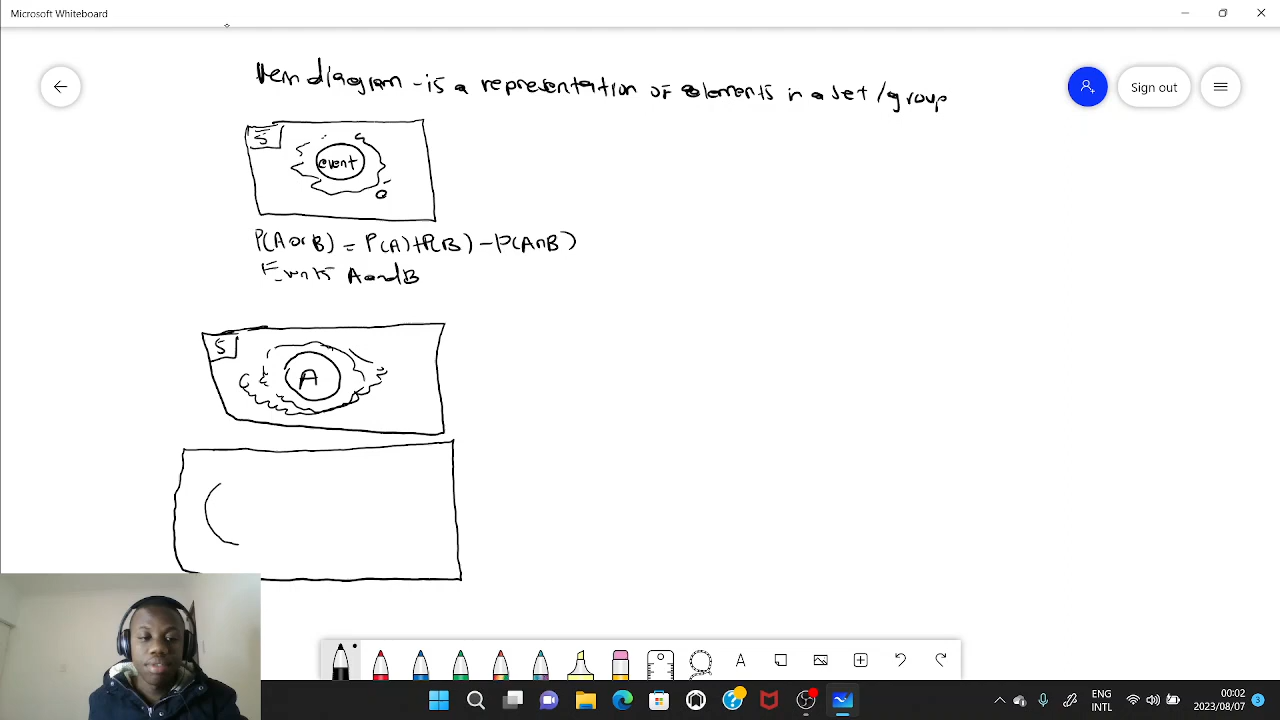 Microsoft Whiteboard
Venn diagram - is a representation of elements in a set/group
Sign out
S
event
P(A or B) = P(A)+P(B) - P(A∩B)
Events A and B
S
A
A
ENG
INTL
00:02
2023/08/07
3